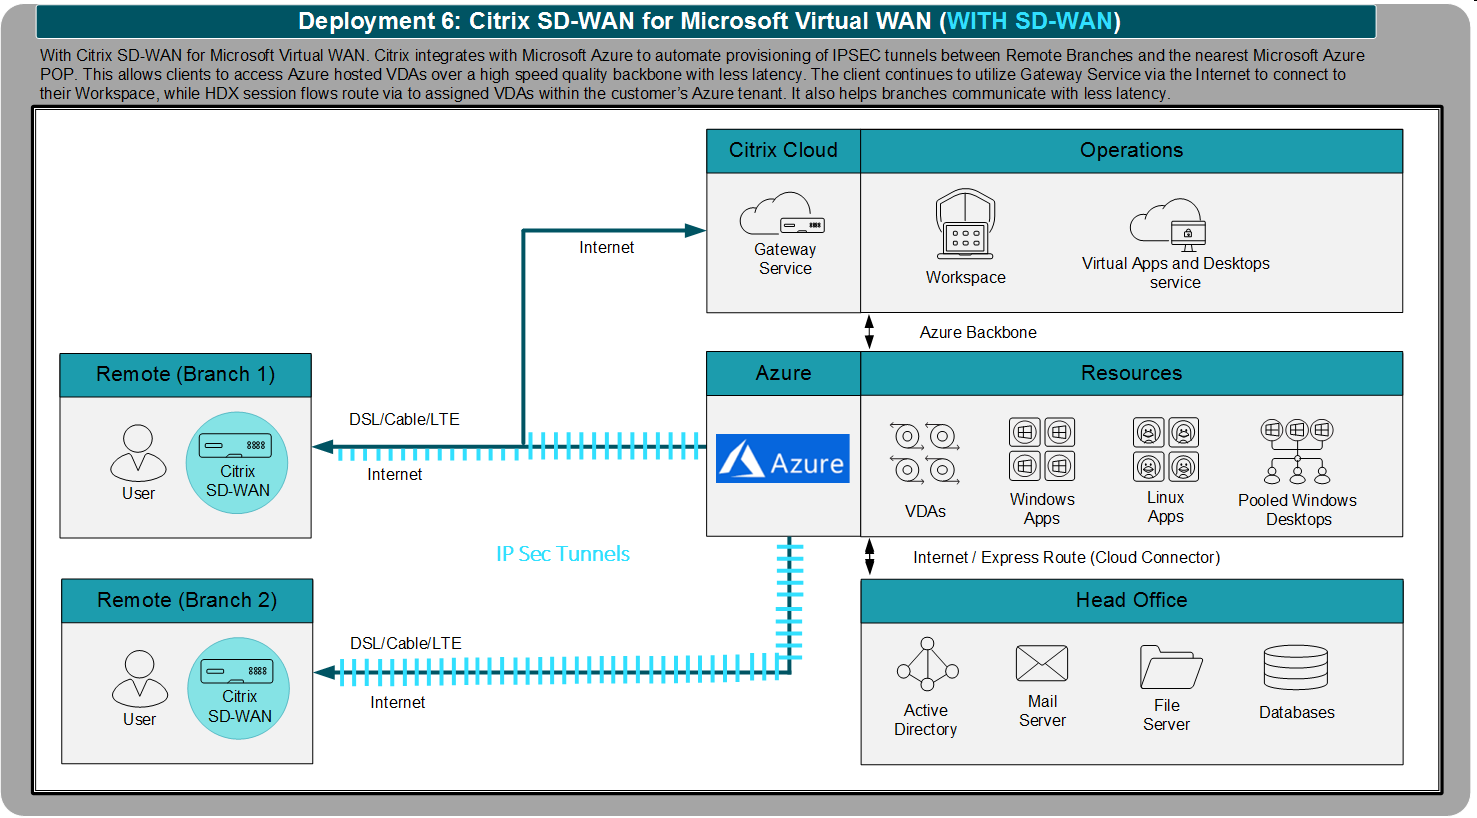 Deployment 6: Citrix SD-WAN for Microsoft Virtual WAN (WITH SD-WAN)
With Citrix SD-WAN for Microsoft Virtual WAN. Citrix integrates with Microsoft Azure to automate provisioning of IPSEC tunnels between Remote Branches and the nearest Microsoft Azure
POP. This allows clients to access Azure hosted VDAs over a high speed quality backbone with less latency. The client continues to utilize Gateway Service via the Internet to connect to
their Workspace, while HDX session flows route via to assigned VDAs within the customer's Azure tenant. It also helps branches communicate with less latency.
Citrix Cloud
Operations
Gateway
Service
Workspace
Virtual Apps and Desktops
service
Internet
Azure Backbone
Remote (Branch 1)
User
Citrix
SD-WAN
DSL/Cable/LTE
Internet
Azure
Resources
Azure
VDAs
Windows
Apps
Linux
Apps
Pooled Windows
Desktops
IP Sec Tunnels
Internet / Express Route (Cloud Connector)
Remote (Branch 2)
User
Citrix
SD-WAN
DSL/Cable/LTE
Internet
Head Office
Active
Directory
Mail
Server
File
Server
Databases